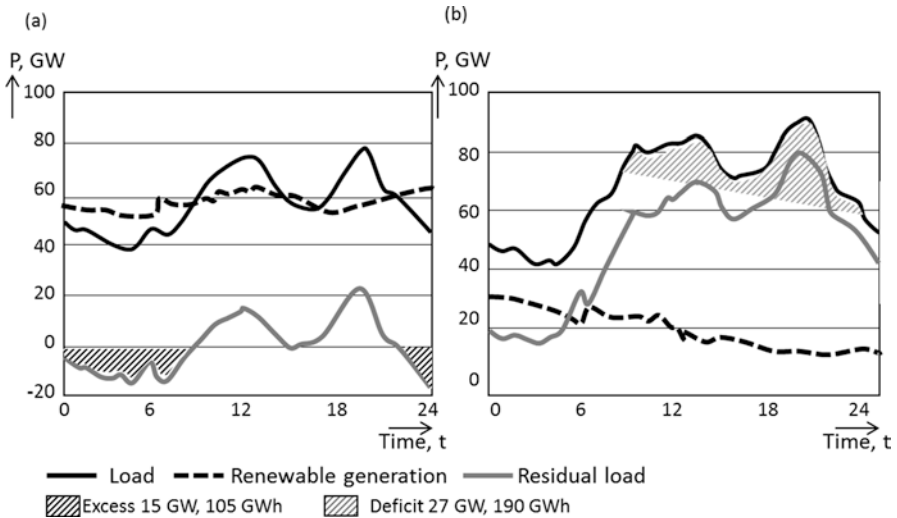 (a)
P, GW
100
80
60
40
20
0
-20
0 6 12 18 24
Time, t
(b)
P, GW
100
80
60
40
20
0
0 6 12 18 24
Time, t
Load Renewable generation Residual load
Excess 15 GW, 105 GWh Deficit 27 GW, 190 GWh